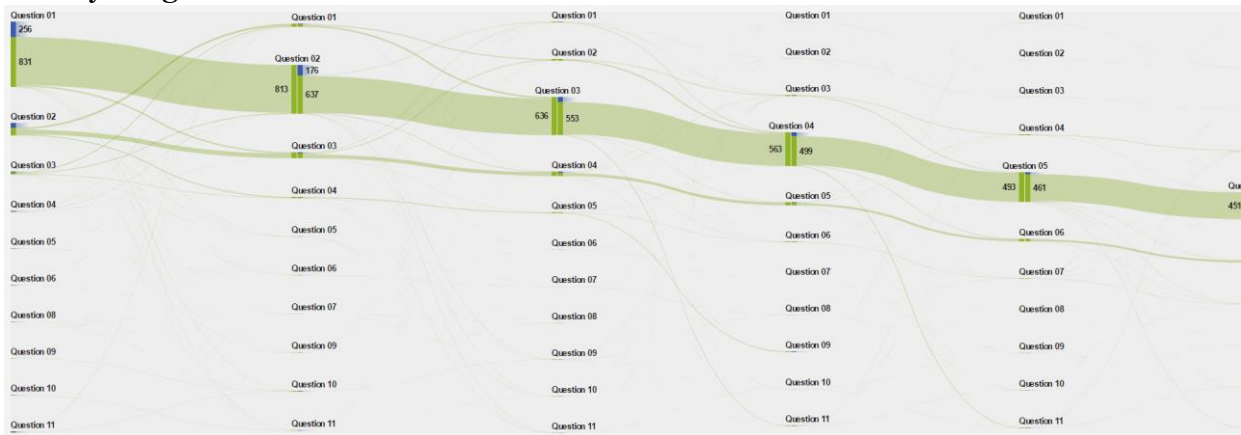 Question 01
256
831
Question 02
Question 03
Question 04
Question 05
Question 06
Question 08
Question 09
Question 10
Question 11
Question 01
Question 02
176
813
637
Question 03
Question 04
Question 05
Question 06
Question 07
Question 09
Question 10
Question 11
Question 01
Question 02
Question 03
636
553
Question 04
Question 05
Question 06
Question 07
Question 08
Question 09
Question 10
Question 11
Question 01
Question 02
Question 03
Question 04
563
499
Question 05
Question 06
Question 07
Question 08
Question 09
Question 10
Question 11
Question 01
Question 02
Question 03
Question 04
Question 05
493
461
Question 06
Question 07
Question 08
Question 09
Question 10
Question 11
Qu
451